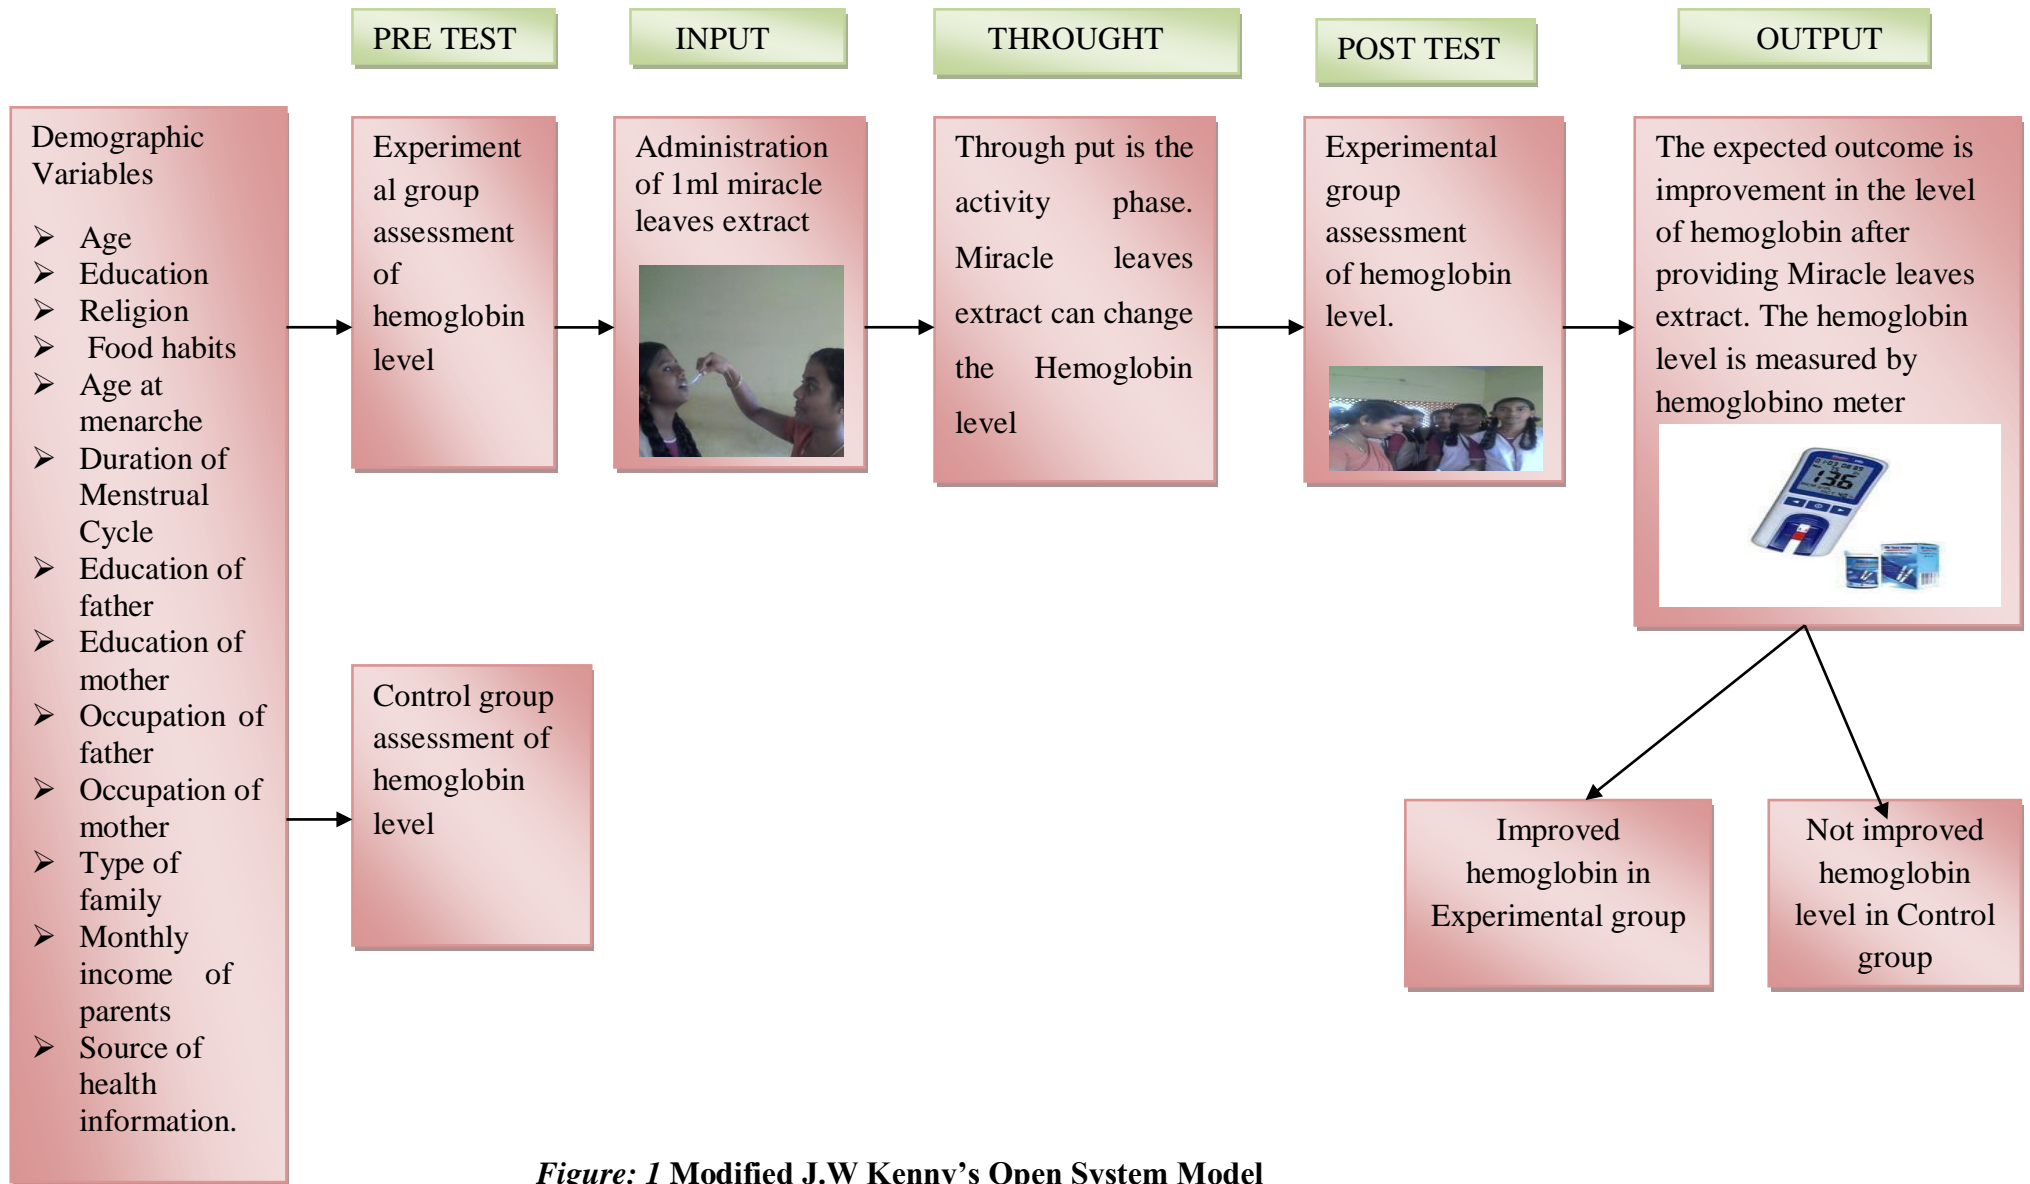 PRE TEST
INPUT
THROUGHT
POST TEST
OUTPUT
Demographic
Variables
➢ Age
➢ Education
➢ Religion
➢ Food habits
➢ Age at
menarche
➢ Duration of
Menstrual
Cycle
➢ Education of
father
➢ Education of
mother
➢ Occupation of
father
➢ Occupation of
mother
➢ Type of
family
➢ Monthly
income of
parents
➢ Source of
health
information.
Experiment
al group
assessment
of
hemoglobin
level
Administration
of 1ml miracle
leaves extract
Through put is the
activity phase.
Miracle leaves
extract can change
the Hemoglobin
level
Experimental
group
assessment
of hemoglobin
level.
The expected outcome is
improvement in the level
of hemoglobin after
providing Miracle leaves
extract. The hemoglobin
level is measured by
hemoglobino meter
136
Control group
assessment of
hemoglobin
level
Improved
hemoglobin in
Experimental group
Not improved
hemoglobin
level in Control
group
Figure: 1 Modified J.W Kenny's Open System Model